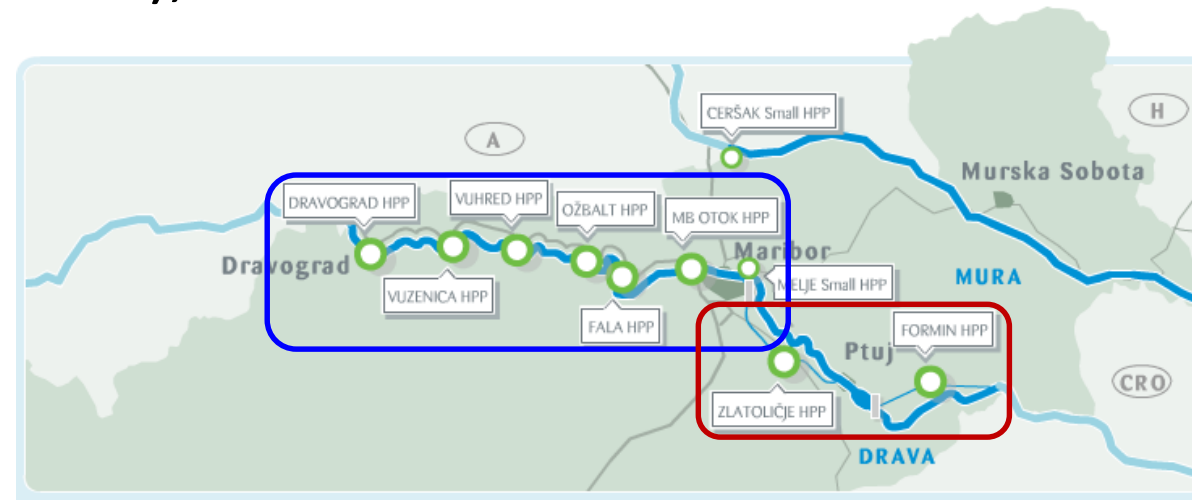 CERŠAK Small HPP
H
A
Murska Sobota
DRAVOGRAD HPP
VUHRED HPP
OŽBALT HPP
MB OTOK HPP
Maribor
Dravograd
MURA
MELJE Small HPP
VUZENICA HPP
FALA HPP
FORMIN HPP
Ptuj
CRO
ZLATOLIČJE HPP
DRAVA